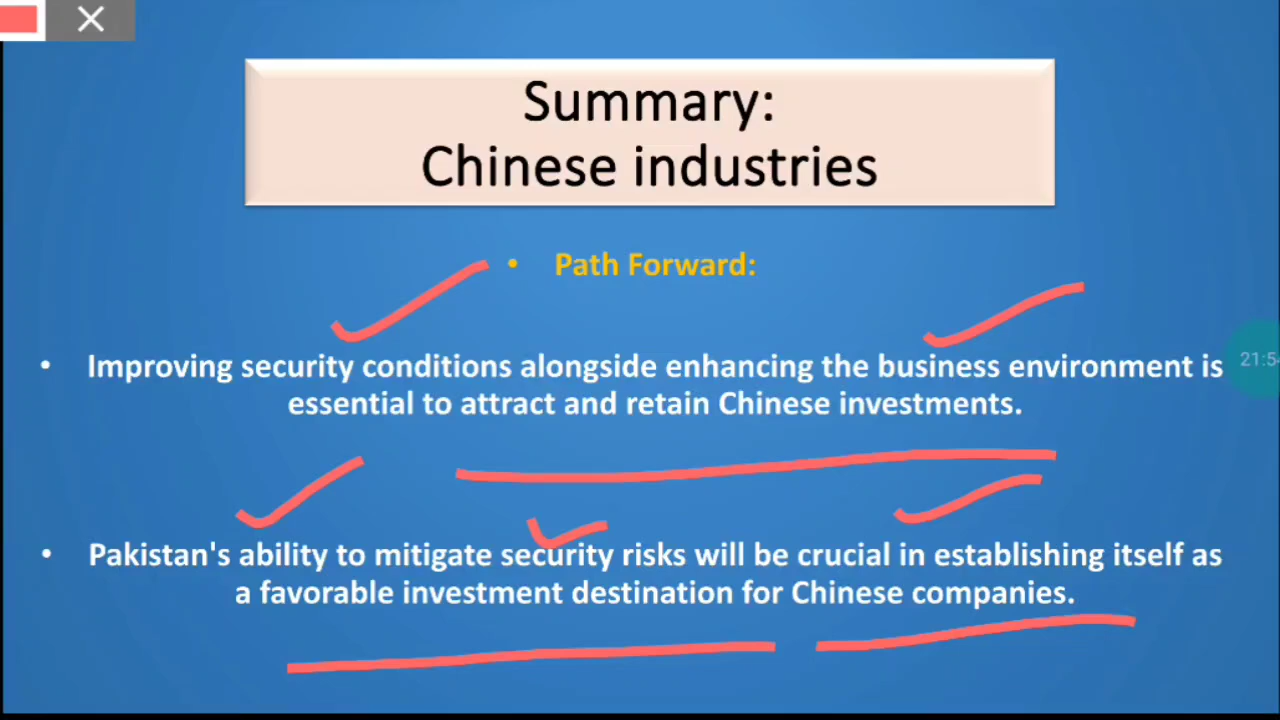 Summary:
Chinese industries
• Path Forward:
• Improving security conditions alongside enhancing the business environment is
essential to attract and retain Chinese investments.
• Pakistan's ability to mitigate security risks will be crucial in establishing itself as
a favorable investment destination for Chinese companies.